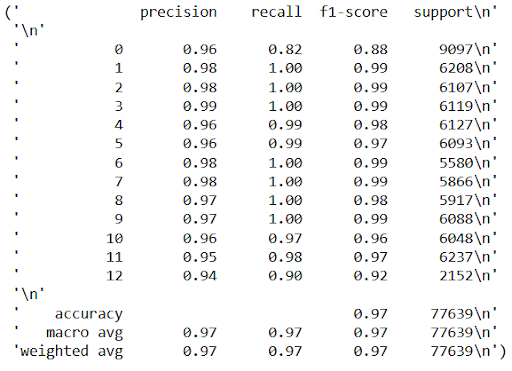 ('              precision    recall  f1-score   support\n'
 '\n'
 '           0       0.96      0.82      0.88      9097\n'
 '           1       0.98      1.00      0.99      6208\n'
 '           2       0.98      1.00      0.99      6107\n'
 '           3       0.99      1.00      0.99      6119\n'
 '           4       0.96      0.99      0.98      6127\n'
 '           5       0.96      0.99      0.97      6093\n'
 '           6       0.98      1.00      0.99      5580\n'
 '           7       0.98      1.00      0.99      5866\n'
 '           8       0.97      1.00      0.98      5917\n'
 '           9       0.97      1.00      0.99      6088\n'
 '          10       0.96      0.97      0.96      6048\n'
 '          11       0.95      0.98      0.97      6237\n'
 '          12       0.94      0.90      0.92      2152\n'
 '\n'
 '    accuracy                           0.97     77639\n'
 '   macro avg       0.97      0.97      0.97     77639\n'
 'weighted avg       0.97      0.97      0.97     77639\n')